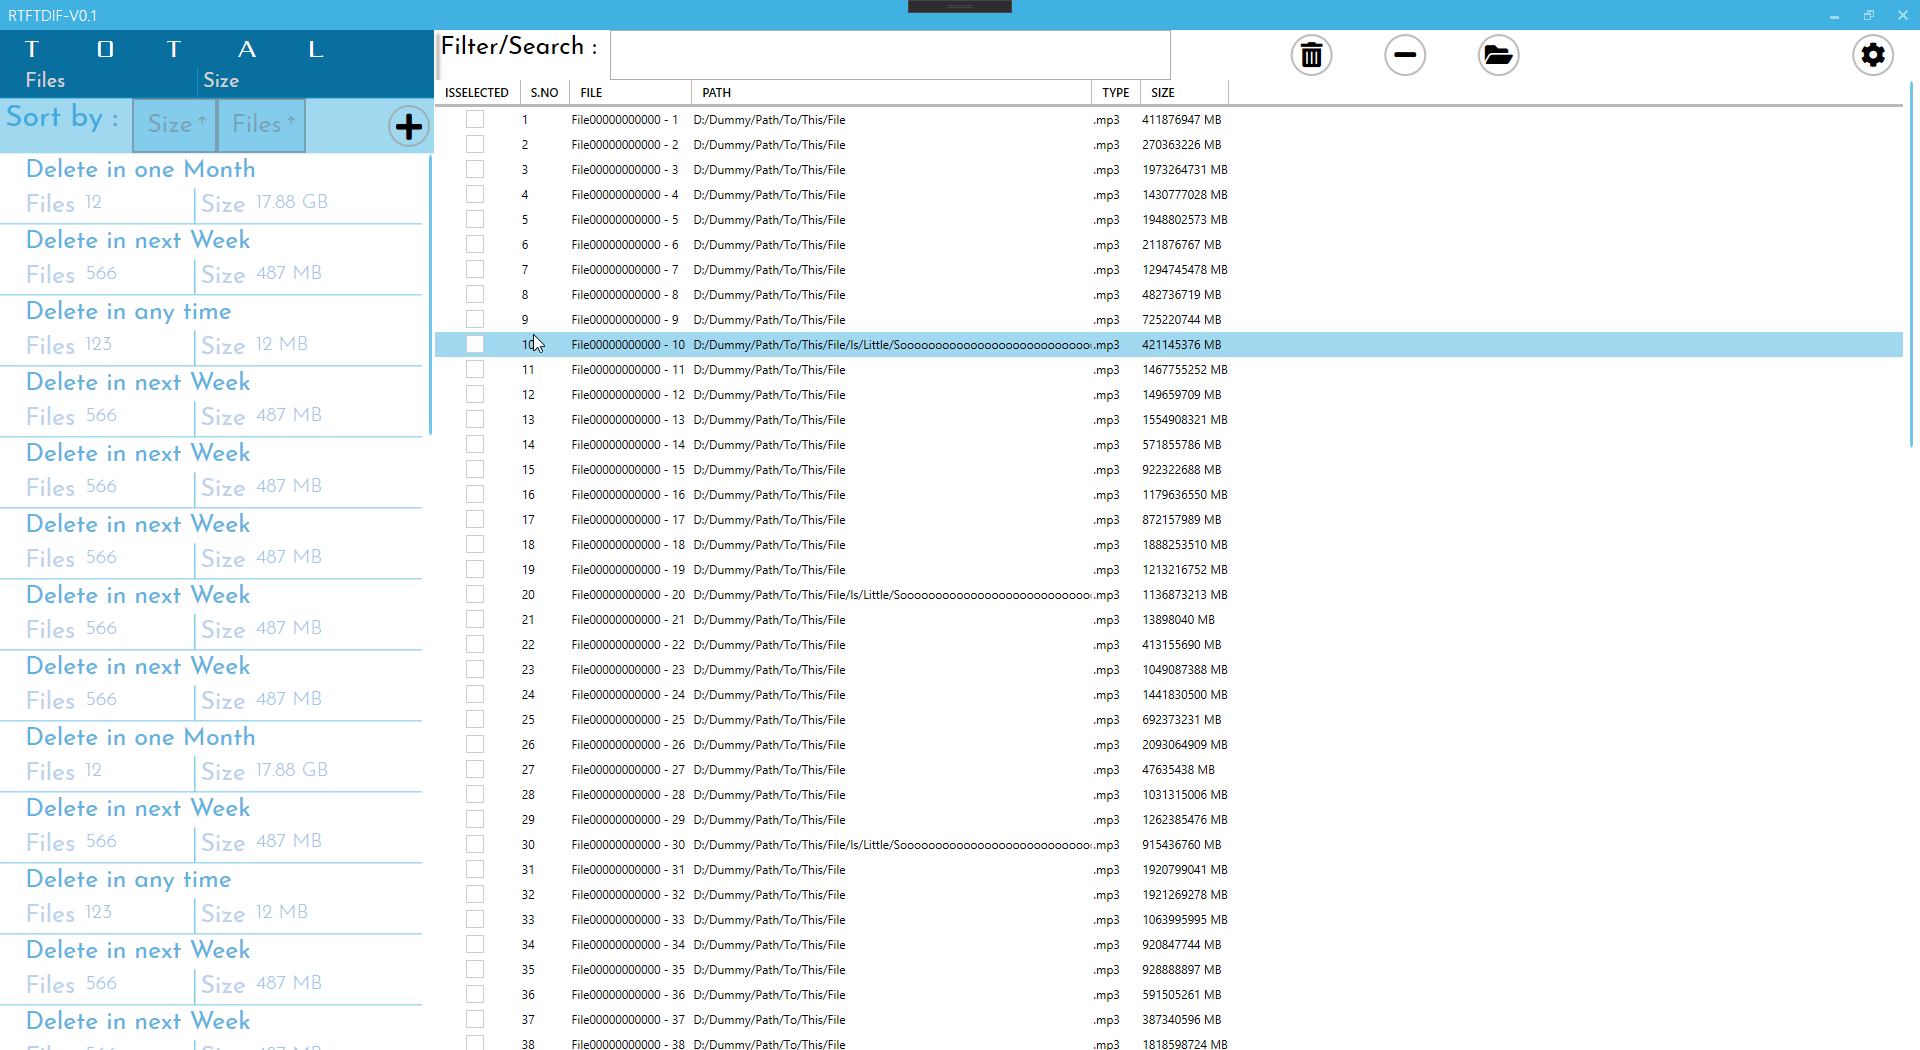 RTFTDIF-V0.1
T O T A L
Files Size
Sort by : Size ↑ Files ↑
Delete in one Month
Files 12 Size 17.88 GB
Delete in next Week
Files 566 Size 487 MB
Delete in any time
Files 123 Size 12 MB
Delete in next Week
Files 566 Size 487 MB
Delete in next Week
Files 566 Size 487 MB
Delete in next Week
Files 566 Size 487 MB
Delete in next Week
Files 566 Size 487 MB
Delete in next Week
Files 566 Size 487 MB
Delete in one Month
Files 12 Size 17.88 GB
Delete in next Week
Files 566 Size 487 MB
Delete in any time
Files 123 Size 12 MB
Delete in next Week
Files 566 Size 487 MB
Delete in next Week
Filter/Search :
ISSELECTED S.NO FILE PATH TYPE SIZE
1 File00000000000 - 1 D:/Dummy/Path/To/This/File .mp3 411876947 MB
2 File00000000000 - 2 D:/Dummy/Path/To/This/File .mp3 270363226 MB
3 File00000000000 - 3 D:/Dummy/Path/To/This/File .mp3 1973264731 MB
4 File00000000000 - 4 D:/Dummy/Path/To/This/File .mp3 1430777028 MB
5 File00000000000 - 5 D:/Dummy/Path/To/This/File .mp3 1948802573 MB
6 File00000000000 - 6 D:/Dummy/Path/To/This/File .mp3 211876767 MB
7 File00000000000 - 7 D:/Dummy/Path/To/This/File .mp3 1294745478 MB
8 File00000000000 - 8 D:/Dummy/Path/To/This/File .mp3 482736719 MB
9 File00000000000 - 9 D:/Dummy/Path/To/This/File .mp3 725220744 MB
10 File00000000000 - 10 D:/Dummy/Path/To/This/File/Is/Little/Sooooooooooooooooooooooooooo .mp3 421145376 MB
11 File00000000000 - 11 D:/Dummy/Path/To/This/File .mp3 1467755252 MB
12 File00000000000 - 12 D:/Dummy/Path/To/This/File .mp3 149659709 MB
13 File00000000000 - 13 D:/Dummy/Path/To/This/File .mp3 1554908321 MB
14 File00000000000 - 14 D:/Dummy/Path/To/This/File .mp3 571855786 MB
15 File00000000000 - 15 D:/Dummy/Path/To/This/File .mp3 922322688 MB
16 File00000000000 - 16 D:/Dummy/Path/To/This/File .mp3 1179636550 MB
17 File00000000000 - 17 D:/Dummy/Path/To/This/File .mp3 872157989 MB
18 File00000000000 - 18 D:/Dummy/Path/To/This/File .mp3 1888253510 MB
19 File00000000000 - 19 D:/Dummy/Path/To/This/File .mp3 1213216752 MB
20 File00000000000 - 20 D:/Dummy/Path/To/This/File/Is/Little/Sooooooooooooooooooooooooooo .mp3 1136873213 MB
21 File00000000000 - 21 D:/Dummy/Path/To/This/File .mp3 13898040 MB
22 File00000000000 - 22 D:/Dummy/Path/To/This/File .mp3 413155690 MB
23 File00000000000 - 23 D:/Dummy/Path/To/This/File .mp3 1049087388 MB
24 File00000000000 - 24 D:/Dummy/Path/To/This/File .mp3 1441830500 MB
25 File00000000000 - 25 D:/Dummy/Path/To/This/File .mp3 692373231 MB
26 File00000000000 - 26 D:/Dummy/Path/To/This/File .mp3 2093064909 MB
27 File00000000000 - 27 D:/Dummy/Path/To/This/File .mp3 47635438 MB
28 File00000000000 - 28 D:/Dummy/Path/To/This/File .mp3 1031315006 MB
29 File00000000000 - 29 D:/Dummy/Path/To/This/File .mp3 1262385476 MB
30 File00000000000 - 30 D:/Dummy/Path/To/This/File/Is/Little/Sooooooooooooooooooooooooooo .mp3 915436760 MB
31 File00000000000 - 31 D:/Dummy/Path/To/This/File .mp3 1920799041 MB
32 File00000000000 - 32 D:/Dummy/Path/To/This/File .mp3 1921269278 MB
33 File00000000000 - 33 D:/Dummy/Path/To/This/File .mp3 1063995995 MB
34 File00000000000 - 34 D:/Dummy/Path/To/This/File .mp3 920847744 MB
35 File00000000000 - 35 D:/Dummy/Path/To/This/File .mp3 928888897 MB
36 File00000000000 - 36 D:/Dummy/Path/To/This/File .mp3 591505261 MB
37 File00000000000 - 37 D:/Dummy/Path/To/This/File .mp3 387340596 MB
38 File00000000000 - 38 D:/Dummy/Path/To/This/File .mp3 1818598724 MB